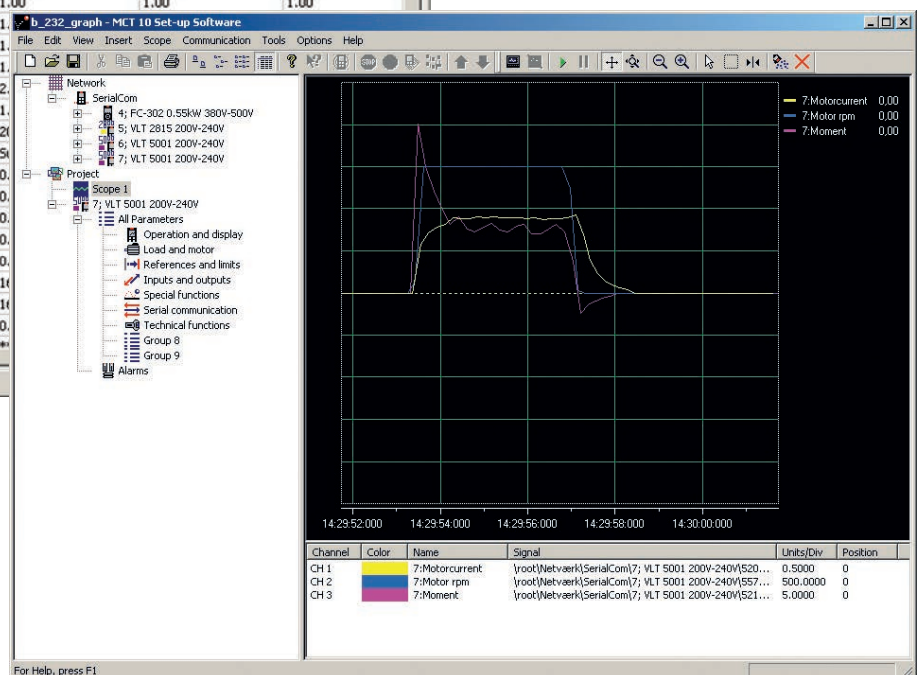 1.00 1.00 1.00
b_232_graph - MCT 10 Set-up Software
File Edit View Insert Scope Communication Tools Options Help
Network
SerialCom
4; FC-302 0.55kW 380V-500V
5; VLT 2815 200V-240V
6; VLT 5001 200V-240V
7; VLT 5001 200V-240V
Project
Scope 1
7; VLT 5001 200V-240V
All Parameters
Operation and display
Load and motor
References and limits
Inputs and outputs
Special functions
Serial communication
Technical functions
Group 8
Group 9
Alarms
7:Motorcurrent 0,00
7:Motor rpm 0,00
7:Moment 0,00
14:29:52:000 14:29:54:000 14:29:56:000 14:29:58:000 14:30:00:000
Channel Color Name Signal Units/Div Position
CH 1 7:Motorcurrent \root\Netværk\SerialCom\7; VLT 5001 200V-240V\520... 0.5000 0
CH 2 7:Motor rpm \root\Netværk\SerialCom\7; VLT 5001 200V-240V\557... 500.0000 0
CH 3 7:Moment \root\Netværk\SerialCom\7; VLT 5001 200V-240V\521... 5.0000 0
For Help, press F1